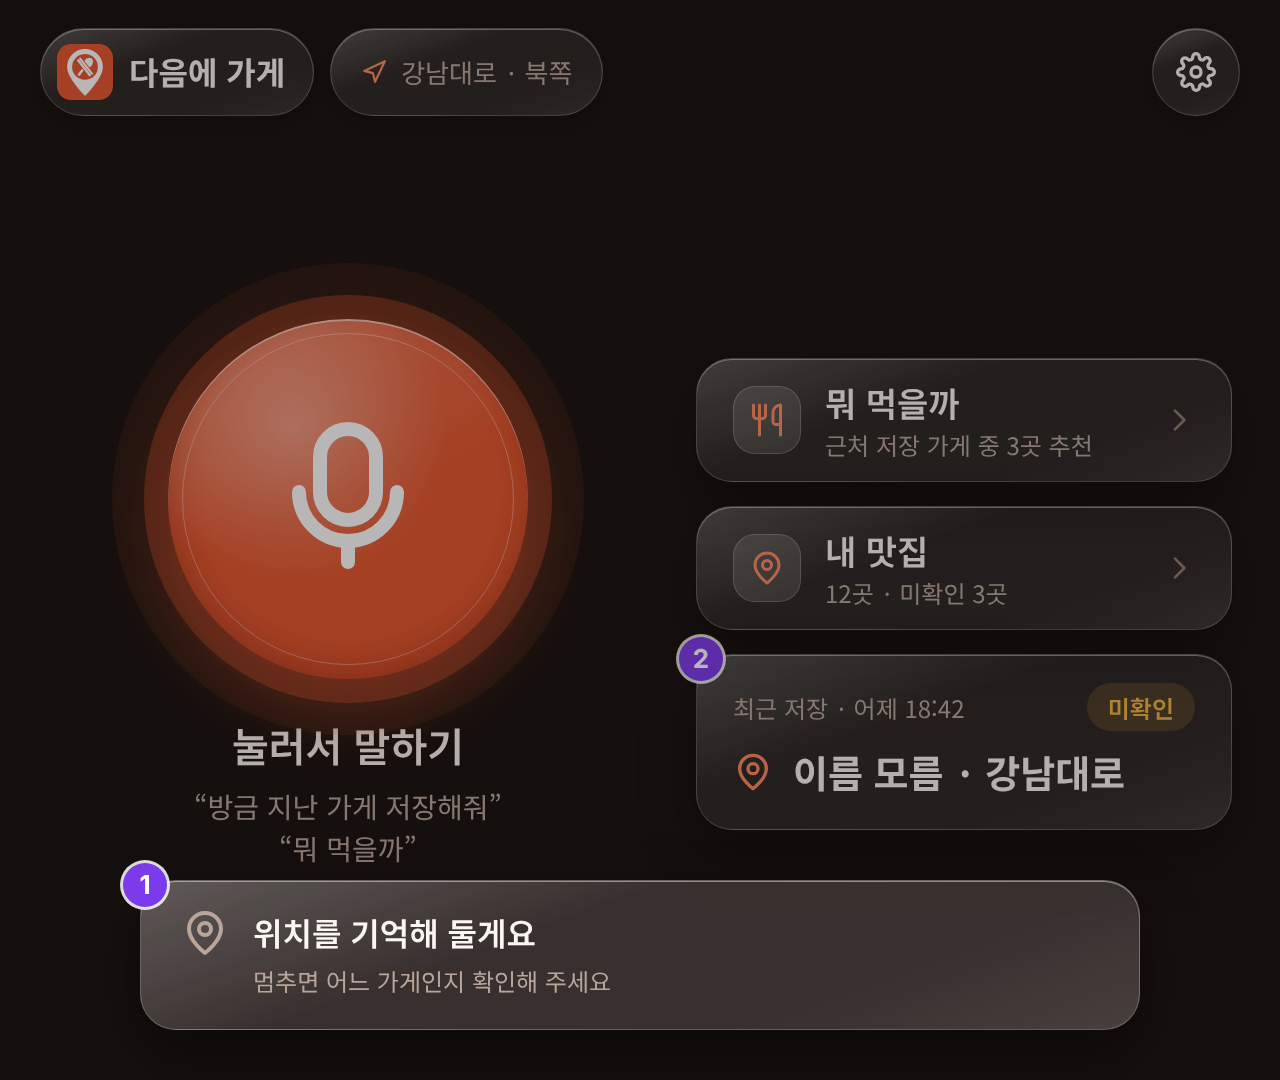 다음에 가게
강남대로 · 북쪽
눌러서 말하기
“방금 지난 가게 저장해줘”
“뭐 먹을까”
뭐 먹을까
근처 저장 가게 중 3곳 추천
내 맛집
12곳 · 미확인 3곳
2
최근 저장 · 어제 18:42
미확인
이름 모름 · 강남대로
1
위치를 기억해 둘게요
멈추면 어느 가게인지 확인해 주세요